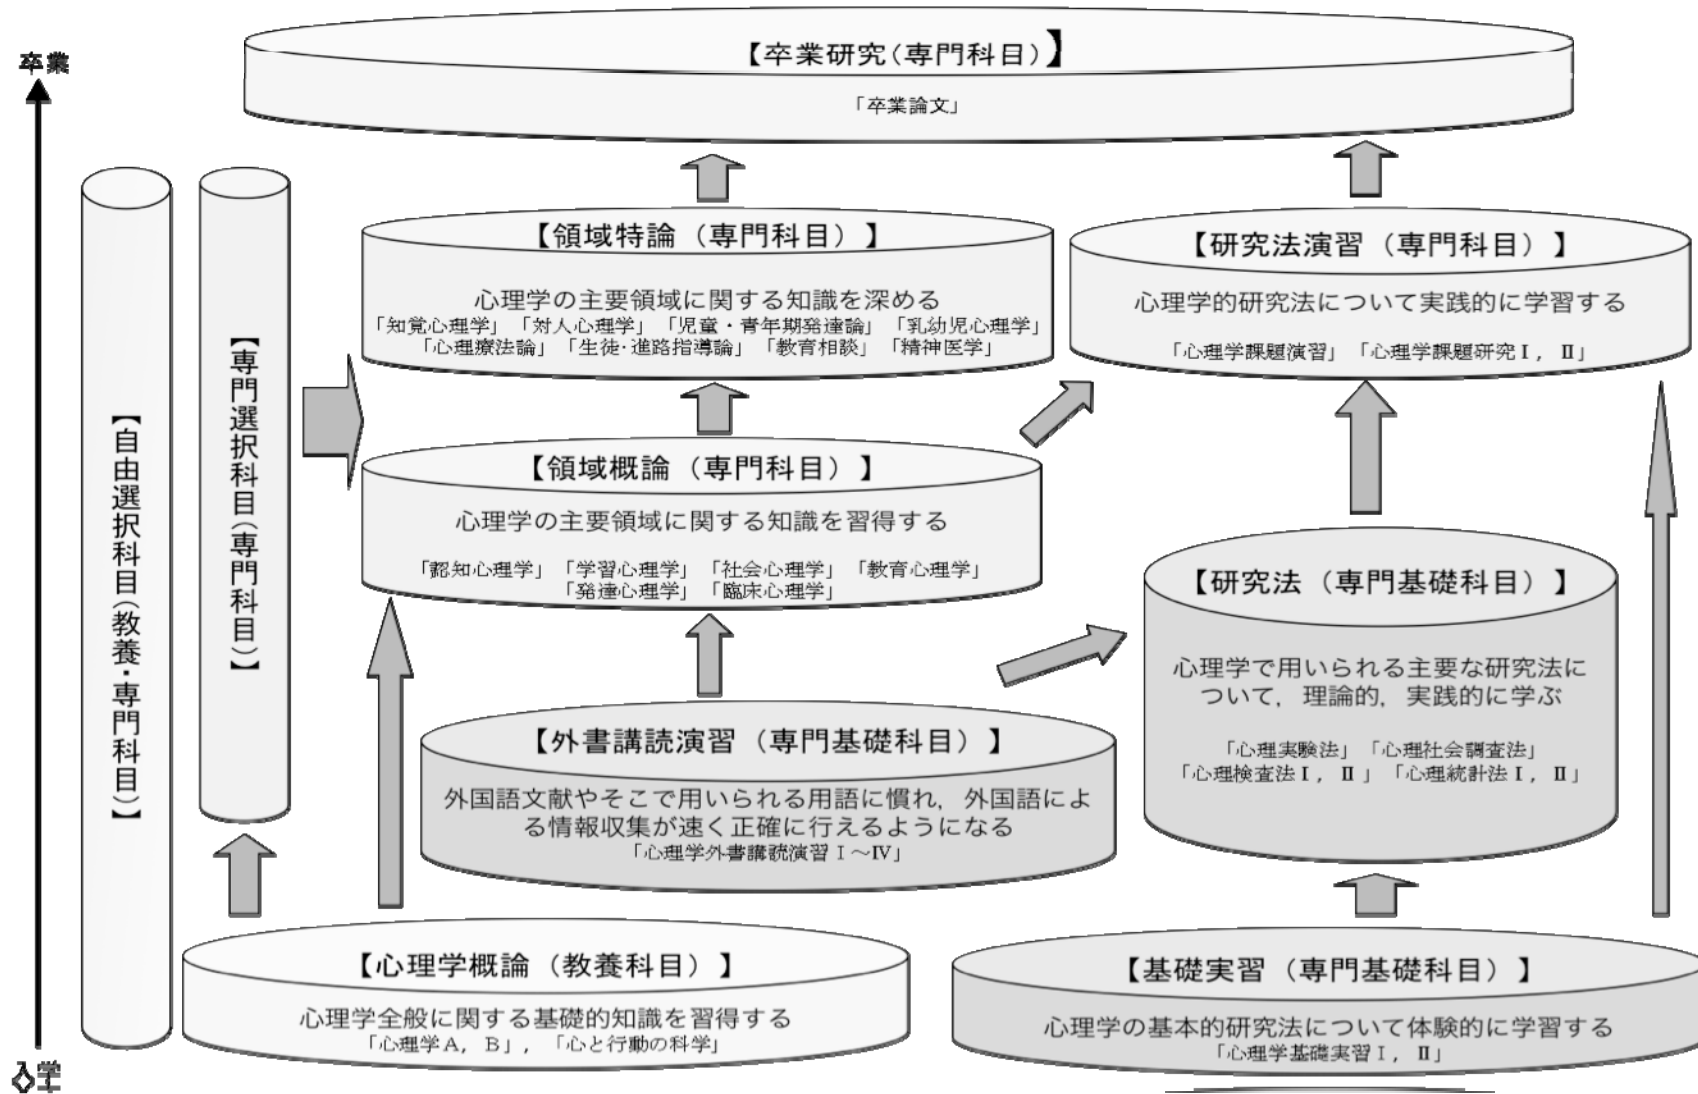 卒業
【卒業研究(専門科目)】
「卒業論文」
【領域特論（専門科目）】
心理学の主要領域に関する知識を深める
「知覚心理学」「対人心理学」「児童・青年期発達論」「乳幼児心理学」
「心理療法論」「生徒・進路指導論」「教育相談」「精神医学」
【研究法演習（専門科目）】
心理学的研究法について実践的に学習する
「心理学課題演習」「心理学課題研究Ⅰ，Ⅱ」
【専門選択科目(専門科目)】
【自由選択科目(教養・専門科目)】
【領域概論（専門科目）】
心理学の主要領域に関する知識を習得する
「認知心理学」「学習心理学」「社会心理学」「教育心理学」
「発達心理学」「臨床心理学」
【研究法（専門基礎科目）】
心理学で用いられる主要な研究法に
ついて，理論的，実践的に学ぶ
「心理実験法」「心理社会調査法」
「心理検査法Ⅰ，Ⅱ」「心理統計法Ⅰ，Ⅱ」
【外書講読演習（専門基礎科目）】
外国語文献やそこで用いられる用語に慣れ，外国語によ
る情報収集が速く正確に行えるようになる
「心理学外書講読演習Ⅰ～Ⅳ」
【心理学概論（教養科目）】
心理学全般に関する基礎的知識を習得する
「心理学A，B」，「心と行動の科学」
【基礎実習（専門基礎科目）】
心理学の基本的研究法について体験的に学習する
「心理学基礎実習Ⅰ，Ⅱ」
入学